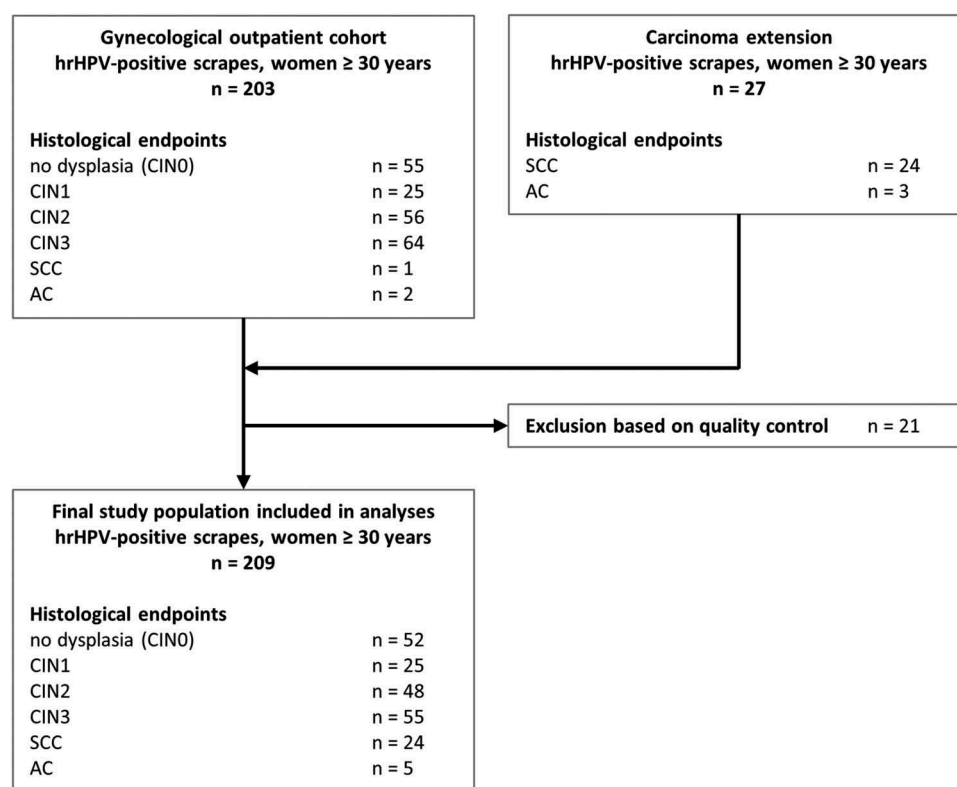 Gynecological outpatient cohort
hrHPV-positive scrapes, women ≥ 30 years
n = 203
Histological endpoints
no dysplasia (CIN0) n = 55
CIN1 n = 25
CIN2 n = 56
CIN3 n = 64
SCC n = 1
AC n = 2
Carcinoma extension
hrHPV-positive scrapes, women ≥ 30 years
n = 27
Histological endpoints
SCC n = 24
AC n = 3
Exclusion based on quality control n = 21
Final study population included in analyses
hrHPV-positive scrapes, women ≥ 30 years
n = 209
Histological endpoints
no dysplasia (CIN0) n = 52
CIN1 n = 25
CIN2 n = 48
CIN3 n = 55
SCC n = 24
AC n = 5